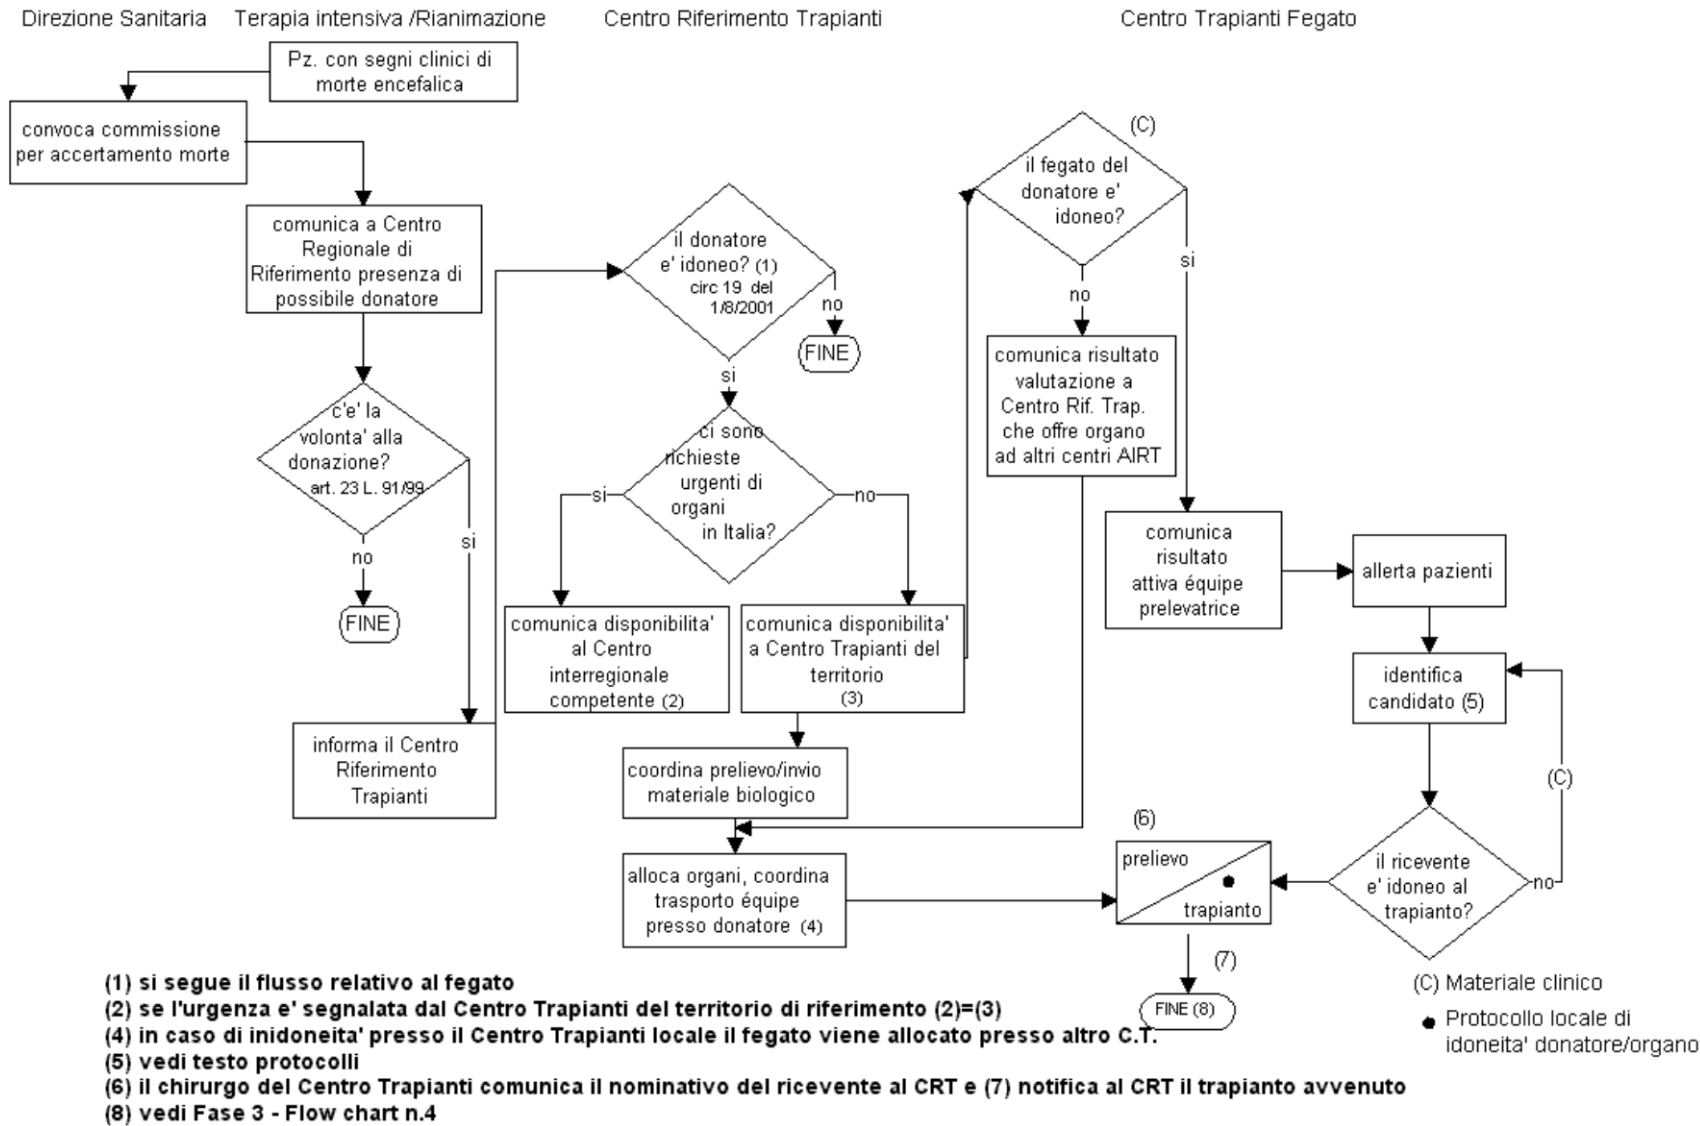 Direzione Sanitaria
Terapia intensiva /Rianimazione
Centro Riferimento Trapianti
Centro Trapianti Fegato
Pz. con segni clinici di
morte encefalica
convoca commissione
per accertamento morte
comunica a Centro
Regionale di
Riferimento presenza di
possibile donatore
c'e' la
volonta' alla
donazione?
art. 23 L. 91/99
no
FINE
si
informa il Centro
Riferimento
Trapianti
il donatore
e' idoneo? (1)
circ 19 del
1/8/2001
no
FINE
si
ci sono
richieste
urgenti di
organi
in Italia?
si
no
comunica disponibilita'
al Centro
interregionale
competente (2)
comunica disponibilita'
a Centro Trapianti del
territorio
(3)
coordina prelievo/invio
materiale biologico
alloca organi, coordina
trasporto équipe
presso donatore (4)
(C)
il fegato del
donatore e'
idoneo?
no
si
comunica risultato
valutazione a
Centro Rif. Trap.
che offre organo
ad altri centri AIRT
comunica
risultato
attiva équipe
prelevatrice
allerta pazienti
identifica
candidato (5)
(C)
il ricevente
e' idoneo al
trapianto?
no
(6)
prelievo
trapianto
(7)
FINE (8)
(C) Materiale clinico
Protocollo locale di
idoneita' donatore/organo
(1) si segue il flusso relativo al fegato
(2) se l'urgenza e' segnalata dal Centro Trapianti del territorio di riferimento (2)=(3)
(4) in caso di inidoneita' presso il Centro Trapianti locale il fegato viene allocato presso altro C.T.
(5) vedi testo protocolli
(6) il chirurgo del Centro Trapianti comunica il nominativo del ricevente al CRT e (7) notifica al CRT il trapianto avvenuto
(8) vedi Fase 3 - Flow chart n.4